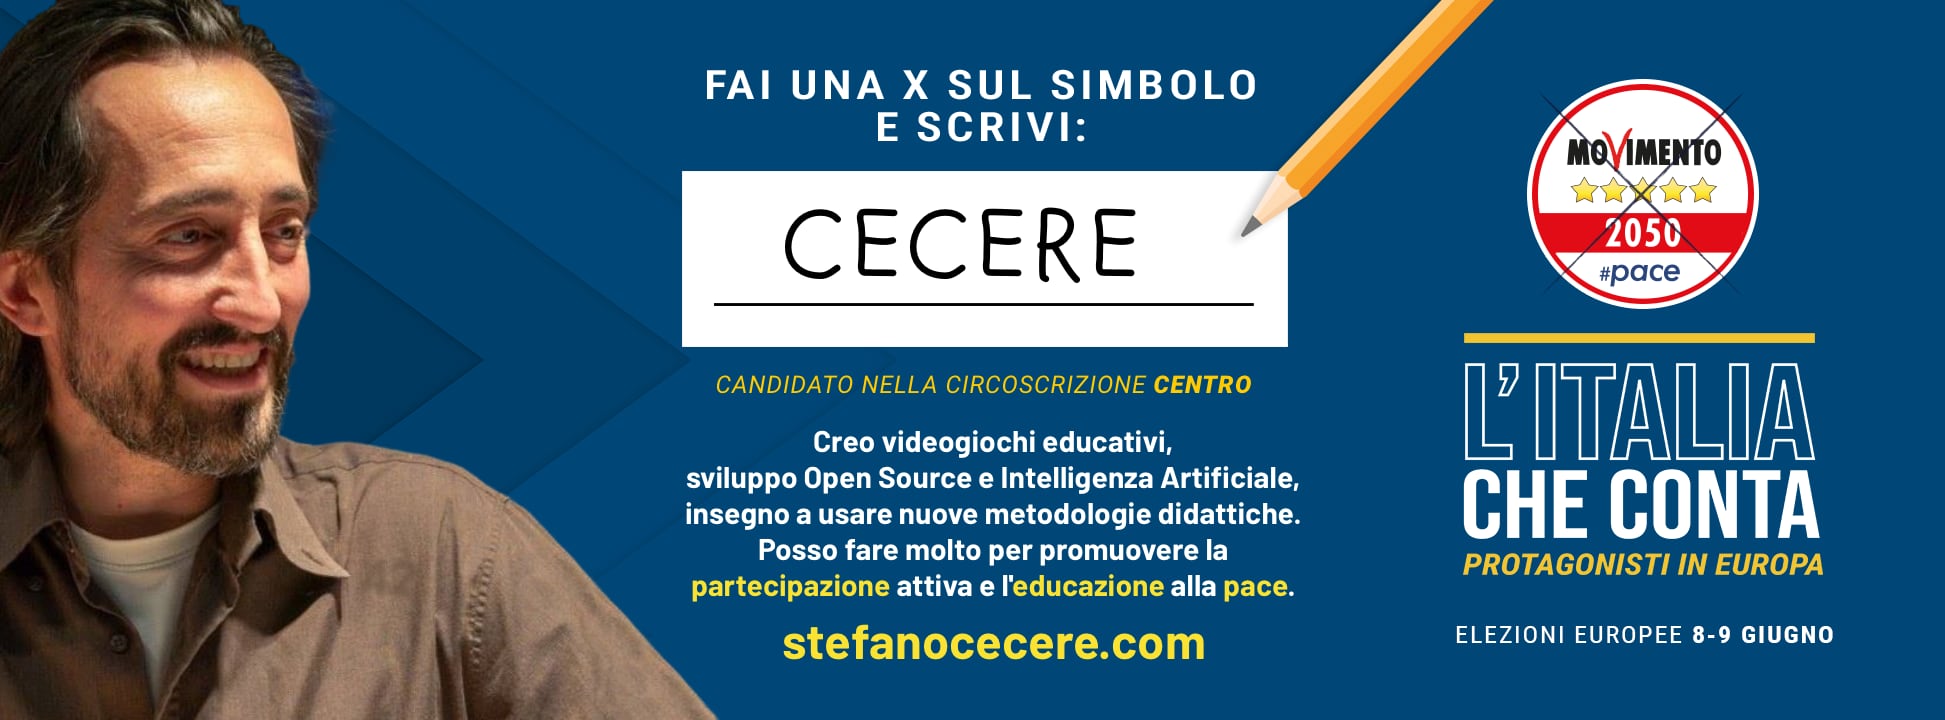 FAI UNA X SUL SIMBOLO
E SCRIVI:
CECERE
CANDIDATO NELLA CIRCOSCRIZIONE CENTRO
Creo videogiochi educativi,
sviluppo Open Source e Intelligenza Artificiale,
insegno a usare nuove metodologie didattiche.
Posso fare molto per promuovere la
partecipazione attiva e l'educazione alla pace.
stefanocecere.com
MOVIMENTO
2050
#pace
L'ITALIA
CHE CONTA
PROTAGONISTI IN EUROPA
ELEZIONI EUROPEE 8-9 GIUGNO